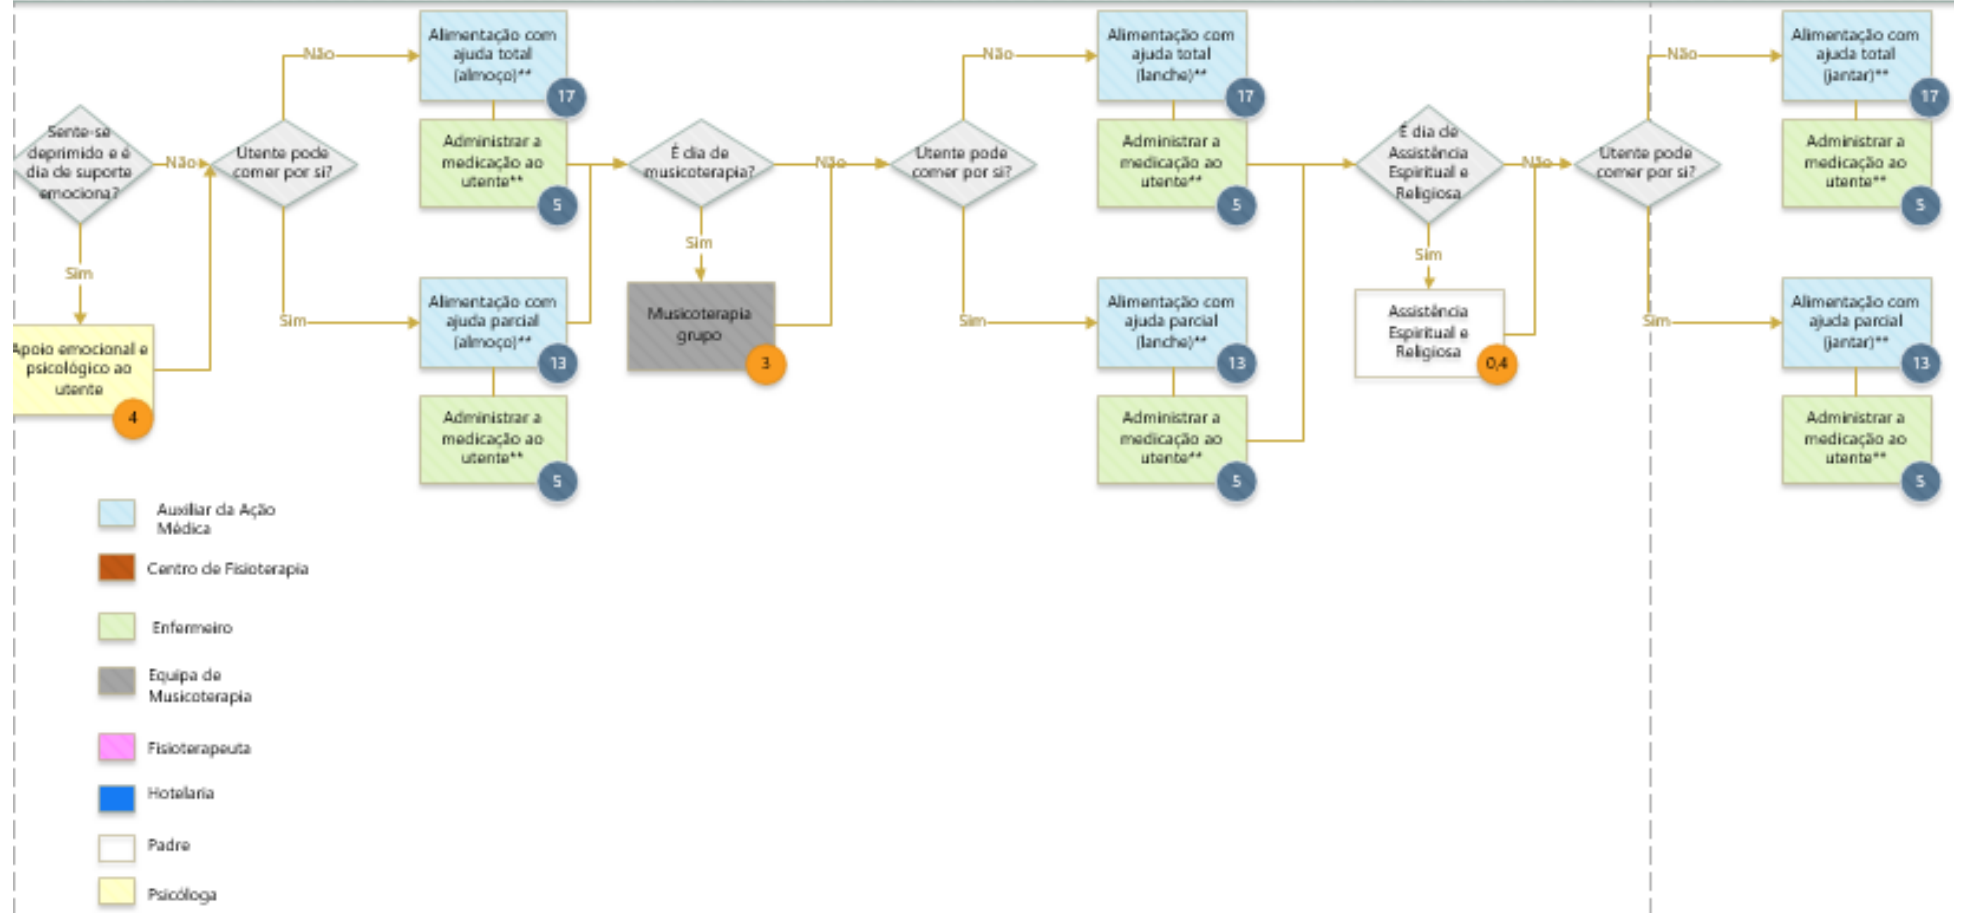 Sente-se
deprimido e é
dia de suporte
emociona?
Não
Sim
Apoio emocional e
psicológico ao
utente
4
Utente pode
comer por si?
Não
Sim
Alimentação com
ajuda total
(almoço)**
17
Administrar a
medicação ao
utente**
5
Alimentação com
ajuda parcial
(almoço)**
13
Administrar a
medicação ao
utente**
5
É dia de
musicoterapia?
Não
Sim
Musicoterapia
grupo
3
Utente pode
comer por si?
Não
Sim
Alimentação com
ajuda total
(lanche)**
17
Administrar a
medicação ao
utente**
5
Alimentação com
ajuda parcial
(lanche)**
13
Administrar a
medicação ao
utente**
5
É dia de
Assistência
Espiritual e
Religiosa
Não
Sim
Assistência
Espiritual e
Religiosa
0,4
Utente pode
comer por si?
Não
Sim
Alimentação com
ajuda total
(jantar)**
17
Administrar a
medicação ao
utente**
5
Alimentação com
ajuda parcial
(jantar)**
13
Administrar a
medicação ao
utente**
5
Auxiliar da Ação
Médica
Centro de Fisioterapia
Enfermeiro
Equipa de
Musicoterapia
Fisioterapeuta
Hotelaria
Padre
Psicóloga